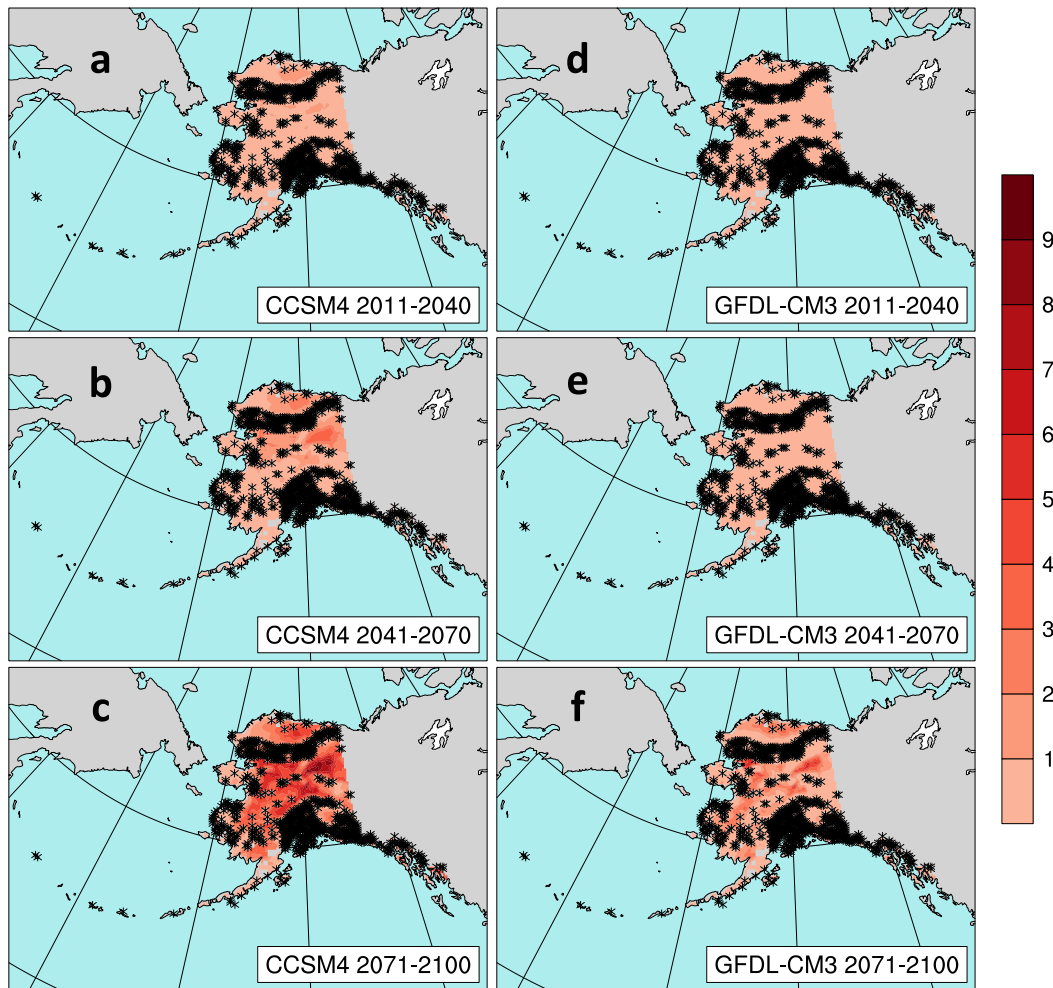 a
d
CCSM4 2011-2040
GFDL-CM3 2011-2040
b
e
CCSM4 2041-2070
GFDL-CM3 2041-2070
c
f
CCSM4 2071-2100
GFDL-CM3 2071-2100
9
8
7
6
5
4
3
2
1